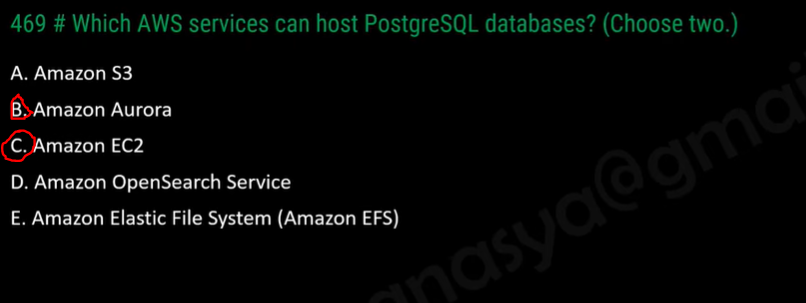 469 # Which AWS services can host PostgreSQL databases? (Choose two.)
A. Amazon S3
B. Amazon Aurora
C. Amazon EC2
D. Amazon OpenSearch Service
E. Amazon Elastic File System (Amazon EFS)